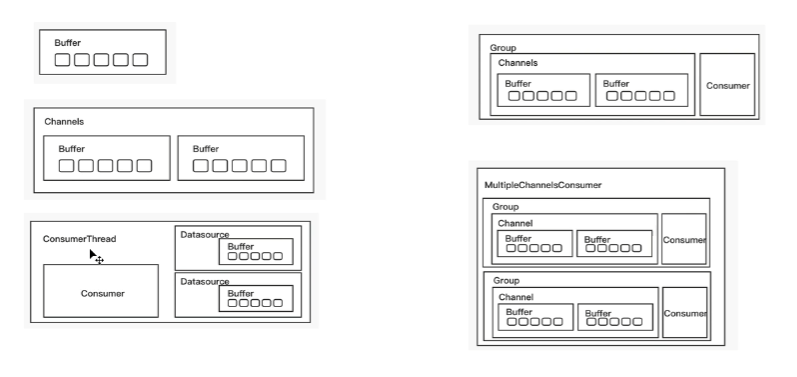 Buffer
Channels
Buffer
Buffer
ConsumerThread
Consumer
Datasource
Buffer
Datasource
Buffer
Group
Channels
Buffer
Buffer
Consumer
MultipleChannelsConsumer
Group
Channel
Buffer
Buffer
Consumer
Group
Channel
Buffer
Buffer
Consumer